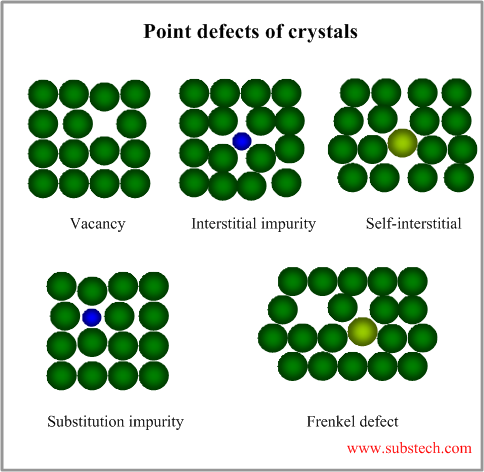 Point defects of crystals
Vacancy
Interstitial impurity
Self-interstitial
Substitution impurity
Frenkel defect
www.substech.com